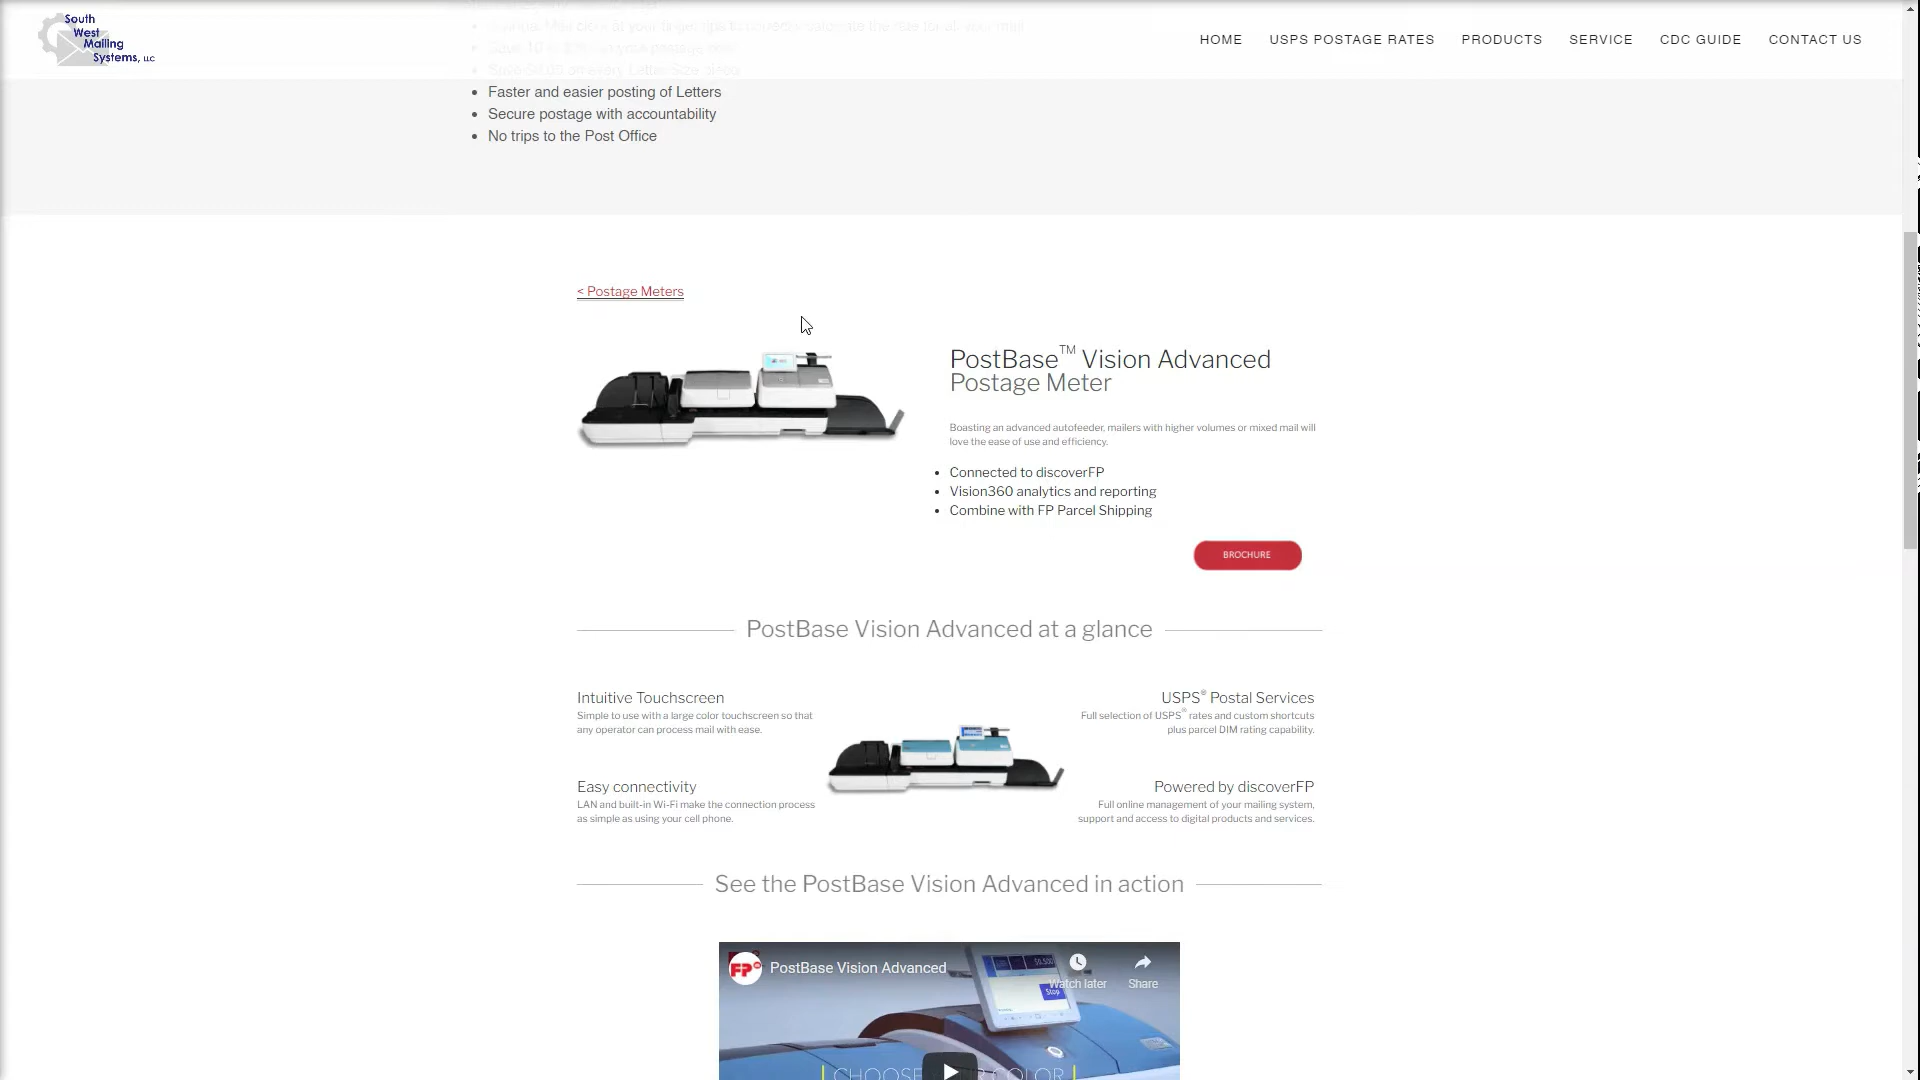 South
West
Mailing
Systems, LLC
HOME
USPS POSTAGE RATES
PRODUCTS
SERVICE
CDC GUIDE
CONTACT US
Faster and easier posting of Letters
Secure postage with accountability
No trips to the Post Office
< Postage Meters
PostBase™ Vision Advanced
Postage Meter
Boasting an advanced autofeeder, mailers with higher volumes or mixed mail will
love the ease of use and efficiency.
Connected to discoverFP
Vision360 analytics and reporting
Combine with FP Parcel Shipping
BROCHURE
PostBase Vision Advanced at a glance
Intuitive Touchscreen
Simple to use with a large color touchscreen so that
any operator can process mail with ease.
USPS® Postal Services
Full selection of USPS® rates and custom shortcuts
plus parcel DIM rating capability.
Easy connectivity
LAN and built-in Wi-Fi make the connection process
as simple as using your cell phone.
Powered by discoverFP
Full online management of your mailing system,
support and access to digital products and services.
See the PostBase Vision Advanced in action
FP
PostBase Vision Advanced
Watch later
Share
Stop
CHOOSE COLOR